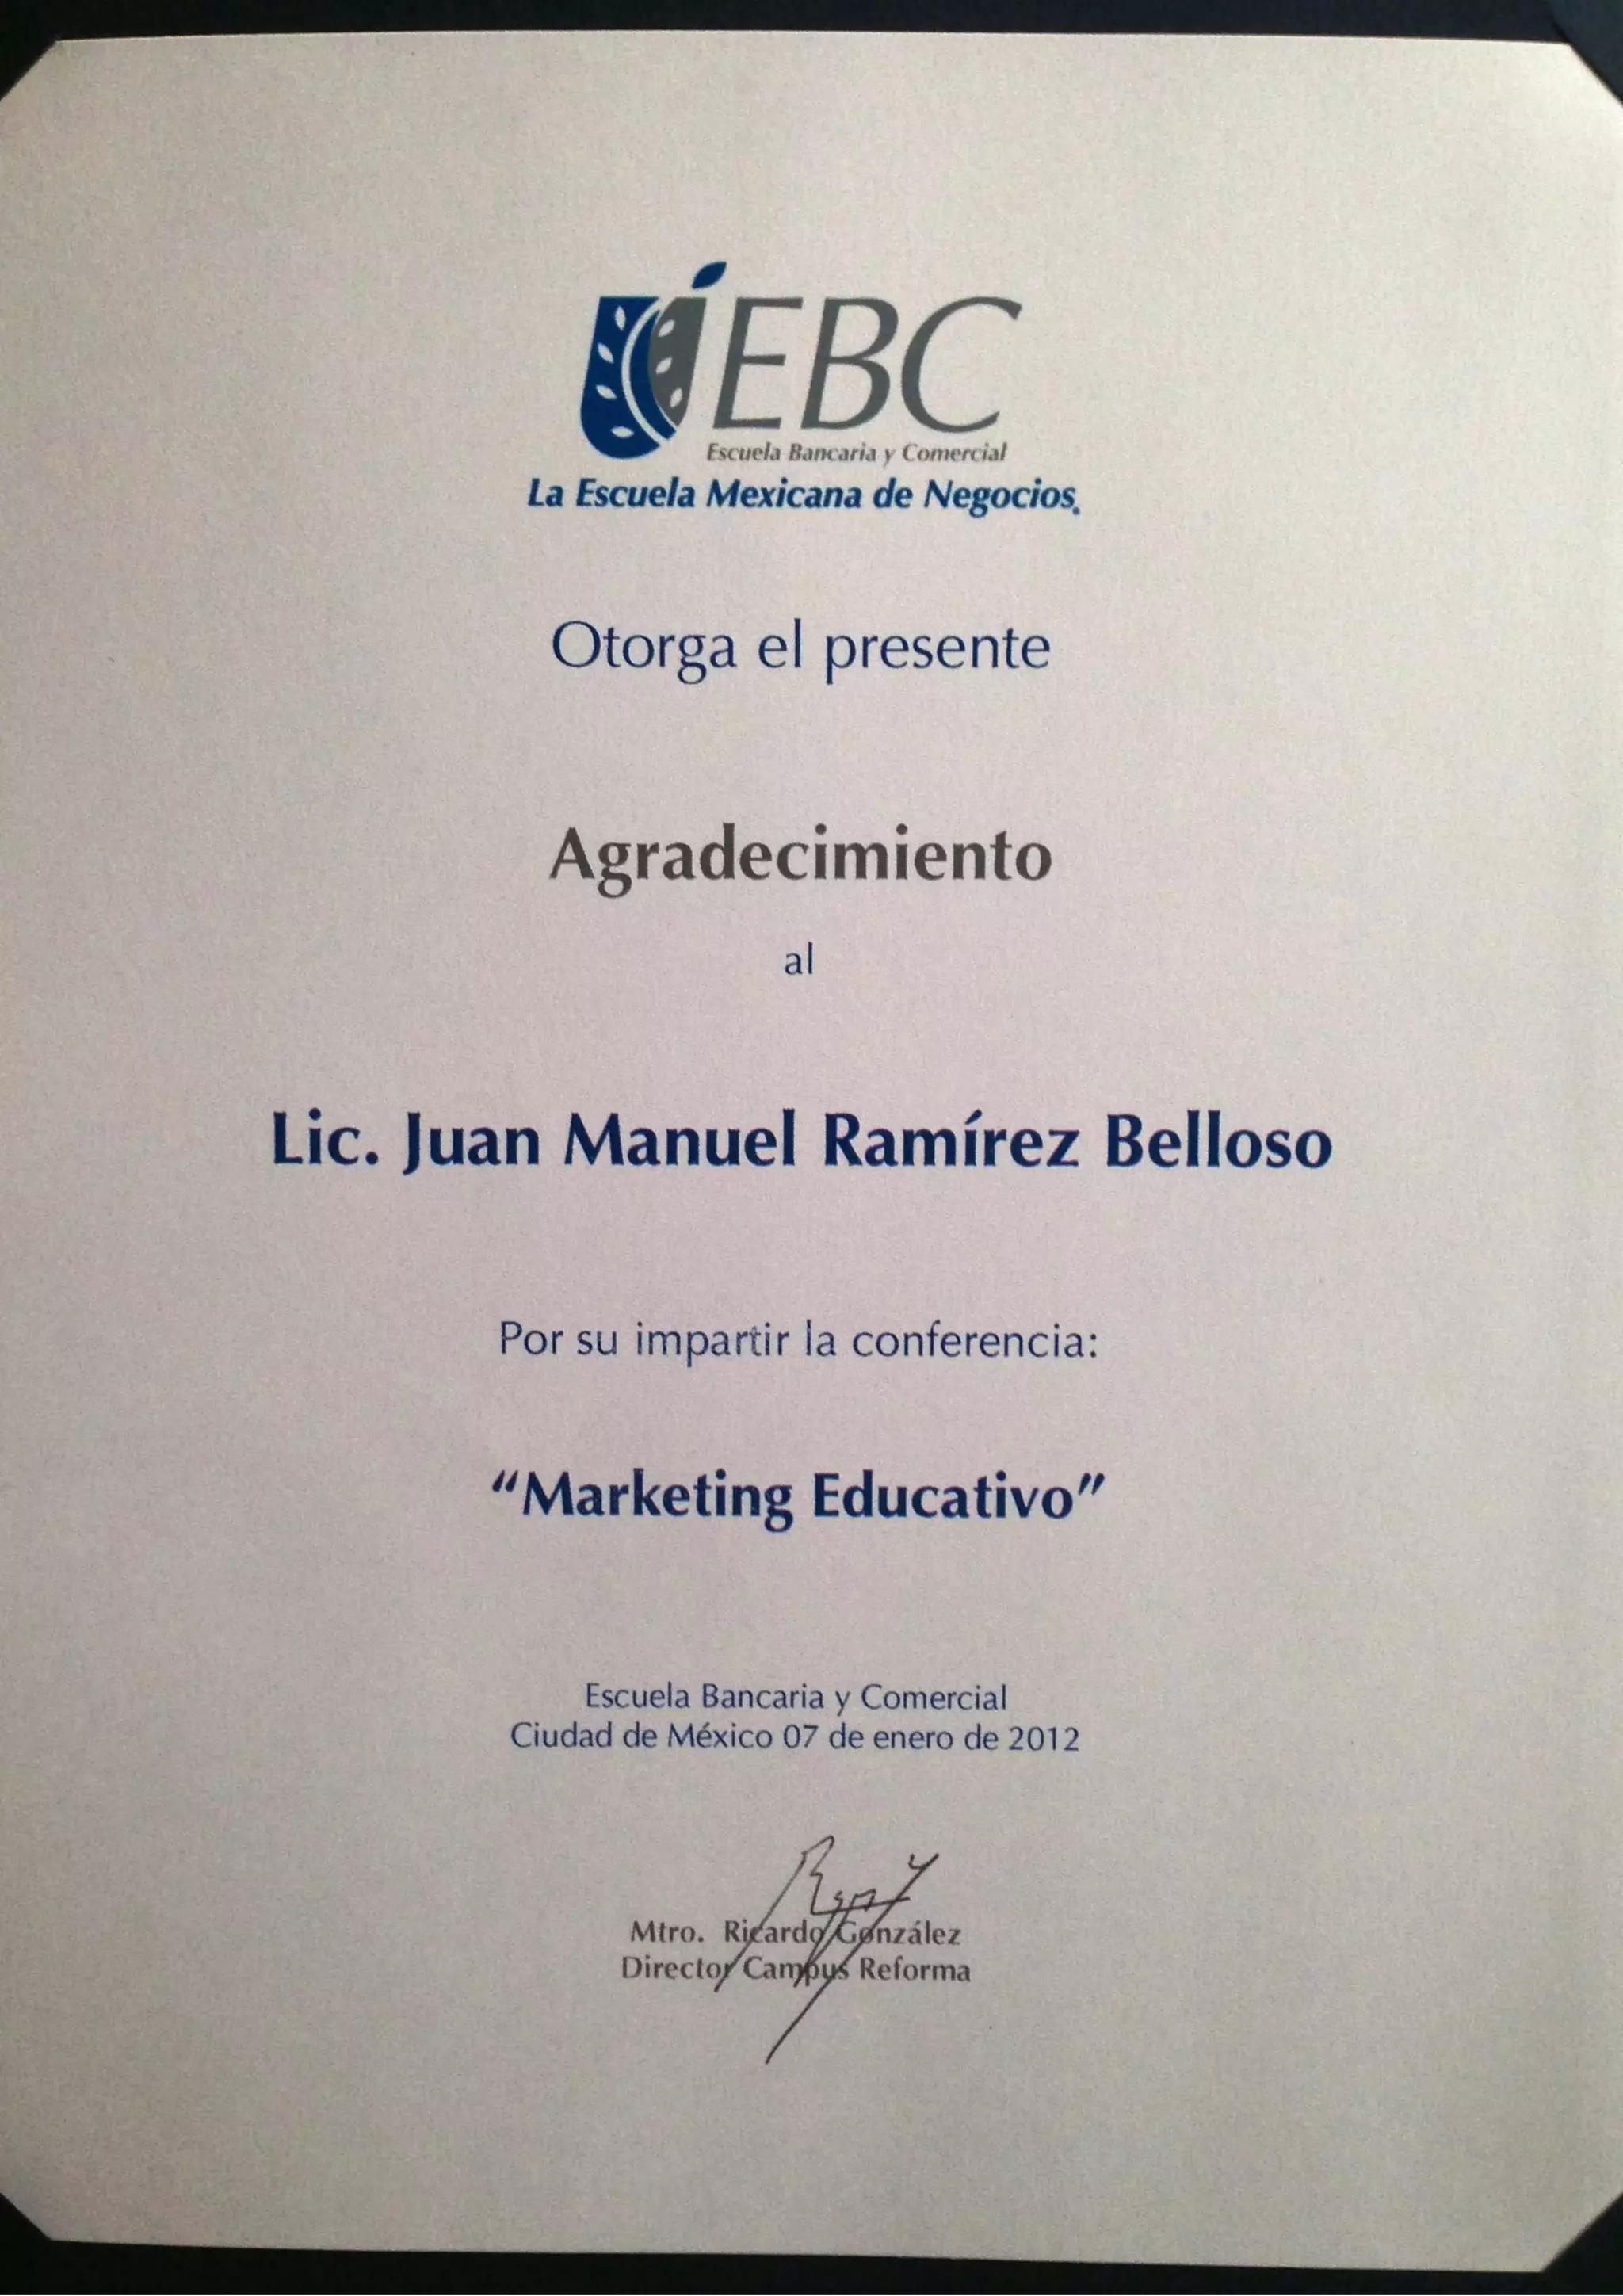 EBC
Escuela Bancaria y Comercial
La Escuela Mexicana de Negocios.
Otorga el presente
Agradecimiento
al
Lic. Juan Manuel Ramírez Belloso
Por su impartir la conferencia:
“Marketing Educativo”
Escuela Bancaria y Comercial
Ciudad de México 07 de enero de 2012
Mtro. Ricardo González
Director Campus Reforma